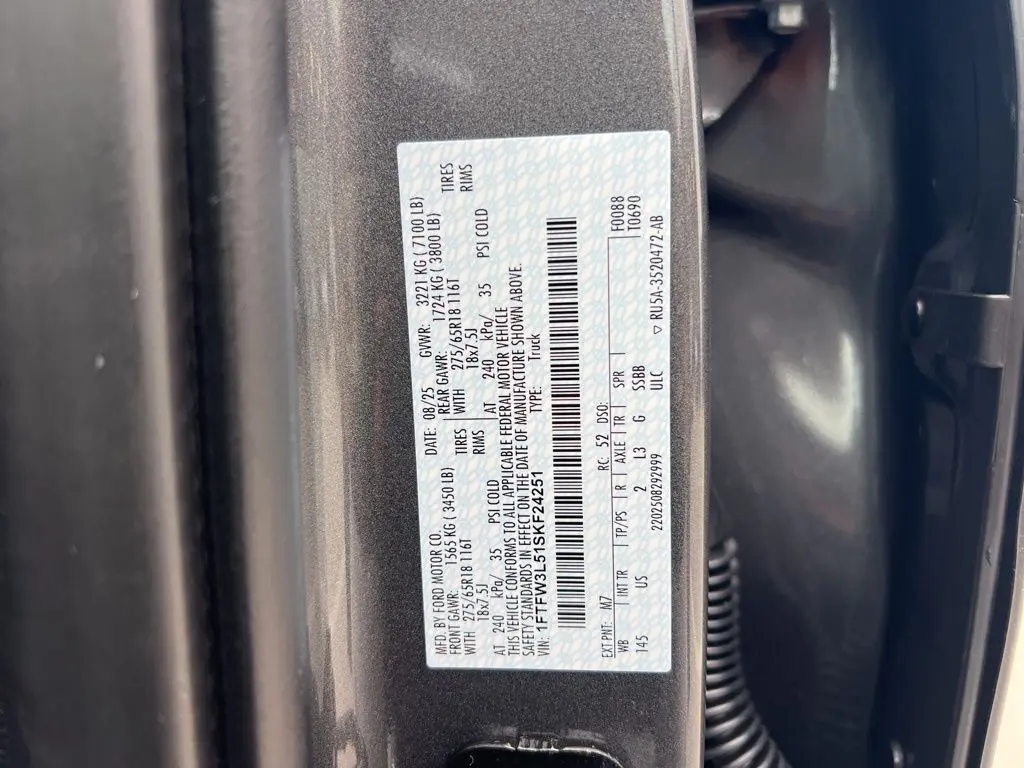 MFD. BY FORD MOTOR CO. DATE: 08/25 GVWR: 3221 KG ( 7100 LB)
FRONT GAWR: 1565 KG ( 3450 LB) REAR GAWR: 1724 KG ( 3800 LB)
WITH 275/65R18 116T TIRES WITH 275/65R18 116T TIRES
18x7.5J RIMS 18x7.5J RIMS
AT 240 kPa/ 35 PSI COLD AT 240 kPa/ 35 PSI COLD
THIS VEHICLE CONFORMS TO ALL APPLICABLE FEDERAL MOTOR VEHICLE
SAFETY STANDARDS IN EFFECT ON THE DATE OF MANUFACTURE SHOWN ABOVE.
VIN: 1FTFW3L51SKF24251 TYPE: Truck
EXT PNT: M7 RC: 52 DSO: F0088
WB INT TR TP/PS R AXLE TR SPR T0690
145 US 2 L3 G SSBB
2202508292999 ULC ▽ RU5A-3520472-AB